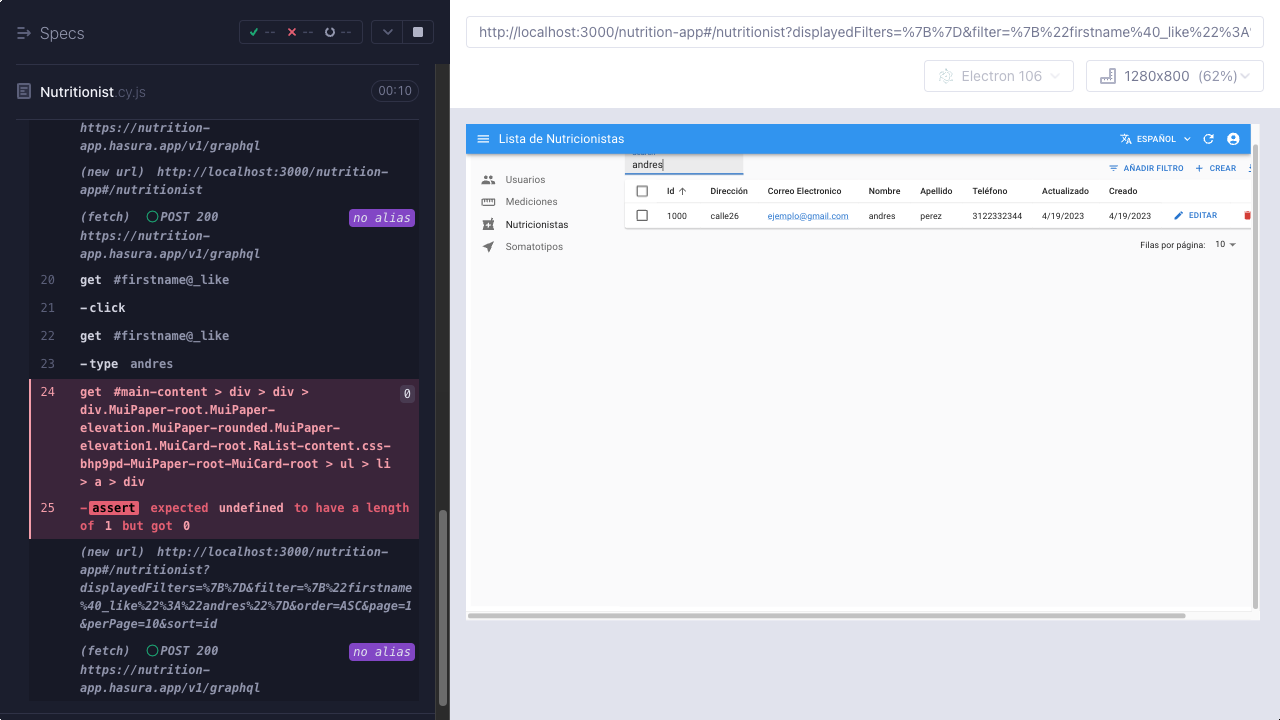 Specs
-- -- --
Nutritionist.cy.js
00:10
https://nutrition-
app.hasura.app/v1/graphql
(new url) http://localhost:3000/nutrition-
app#/nutritionist
(fetch) POST 200
no alias
https://nutrition-
app.hasura.app/v1/graphql
20 get #firstname@_like
21 -click
22 get #firstname@_like
23 -type andres
24 get #main-content > div > div >
0
div.MuiPaper-root.MuiPaper-
elevation.MuiPaper-rounded.MuiPaper-
elevation1.MuiCard-root.RaList-content.css-
bhp9pd-MuiPaper-root-MuiCard-root > ul > li
> a > div
25 -assert expected undefined to have a length
of 1 but got 0
(new url) http://localhost:3000/nutrition-
app#/nutritionist?
displayedFilters=%7B%7D&filter=%7B%22firstname
%40_like%22%3A%22andres%22%7D&order=ASC&page=1
&perPage=10&sort=id
(fetch) POST 200
no alias
https://nutrition-
app.hasura.app/v1/graphql
http://localhost:3000/nutrition-app#/nutritionist?displayedFilters=%7B%7D&filter=%7B%22firstname%40_like%22%3A%
Electron 106
1280x800 (62%)
Lista de Nutricionistas
ESPAÑOL
andres
AÑADIR FILTRO
CREAR
Usuarios
Mediciones
Nutricionistas
Somatotipos
Id Dirección Correo Electronico Nombre Apellido Teléfono Actualizado Creado
1000 calle26 ejemplo@gmail.com andres perez 3122332344 4/19/2023 4/19/2023 EDITAR
Filas por página: 10